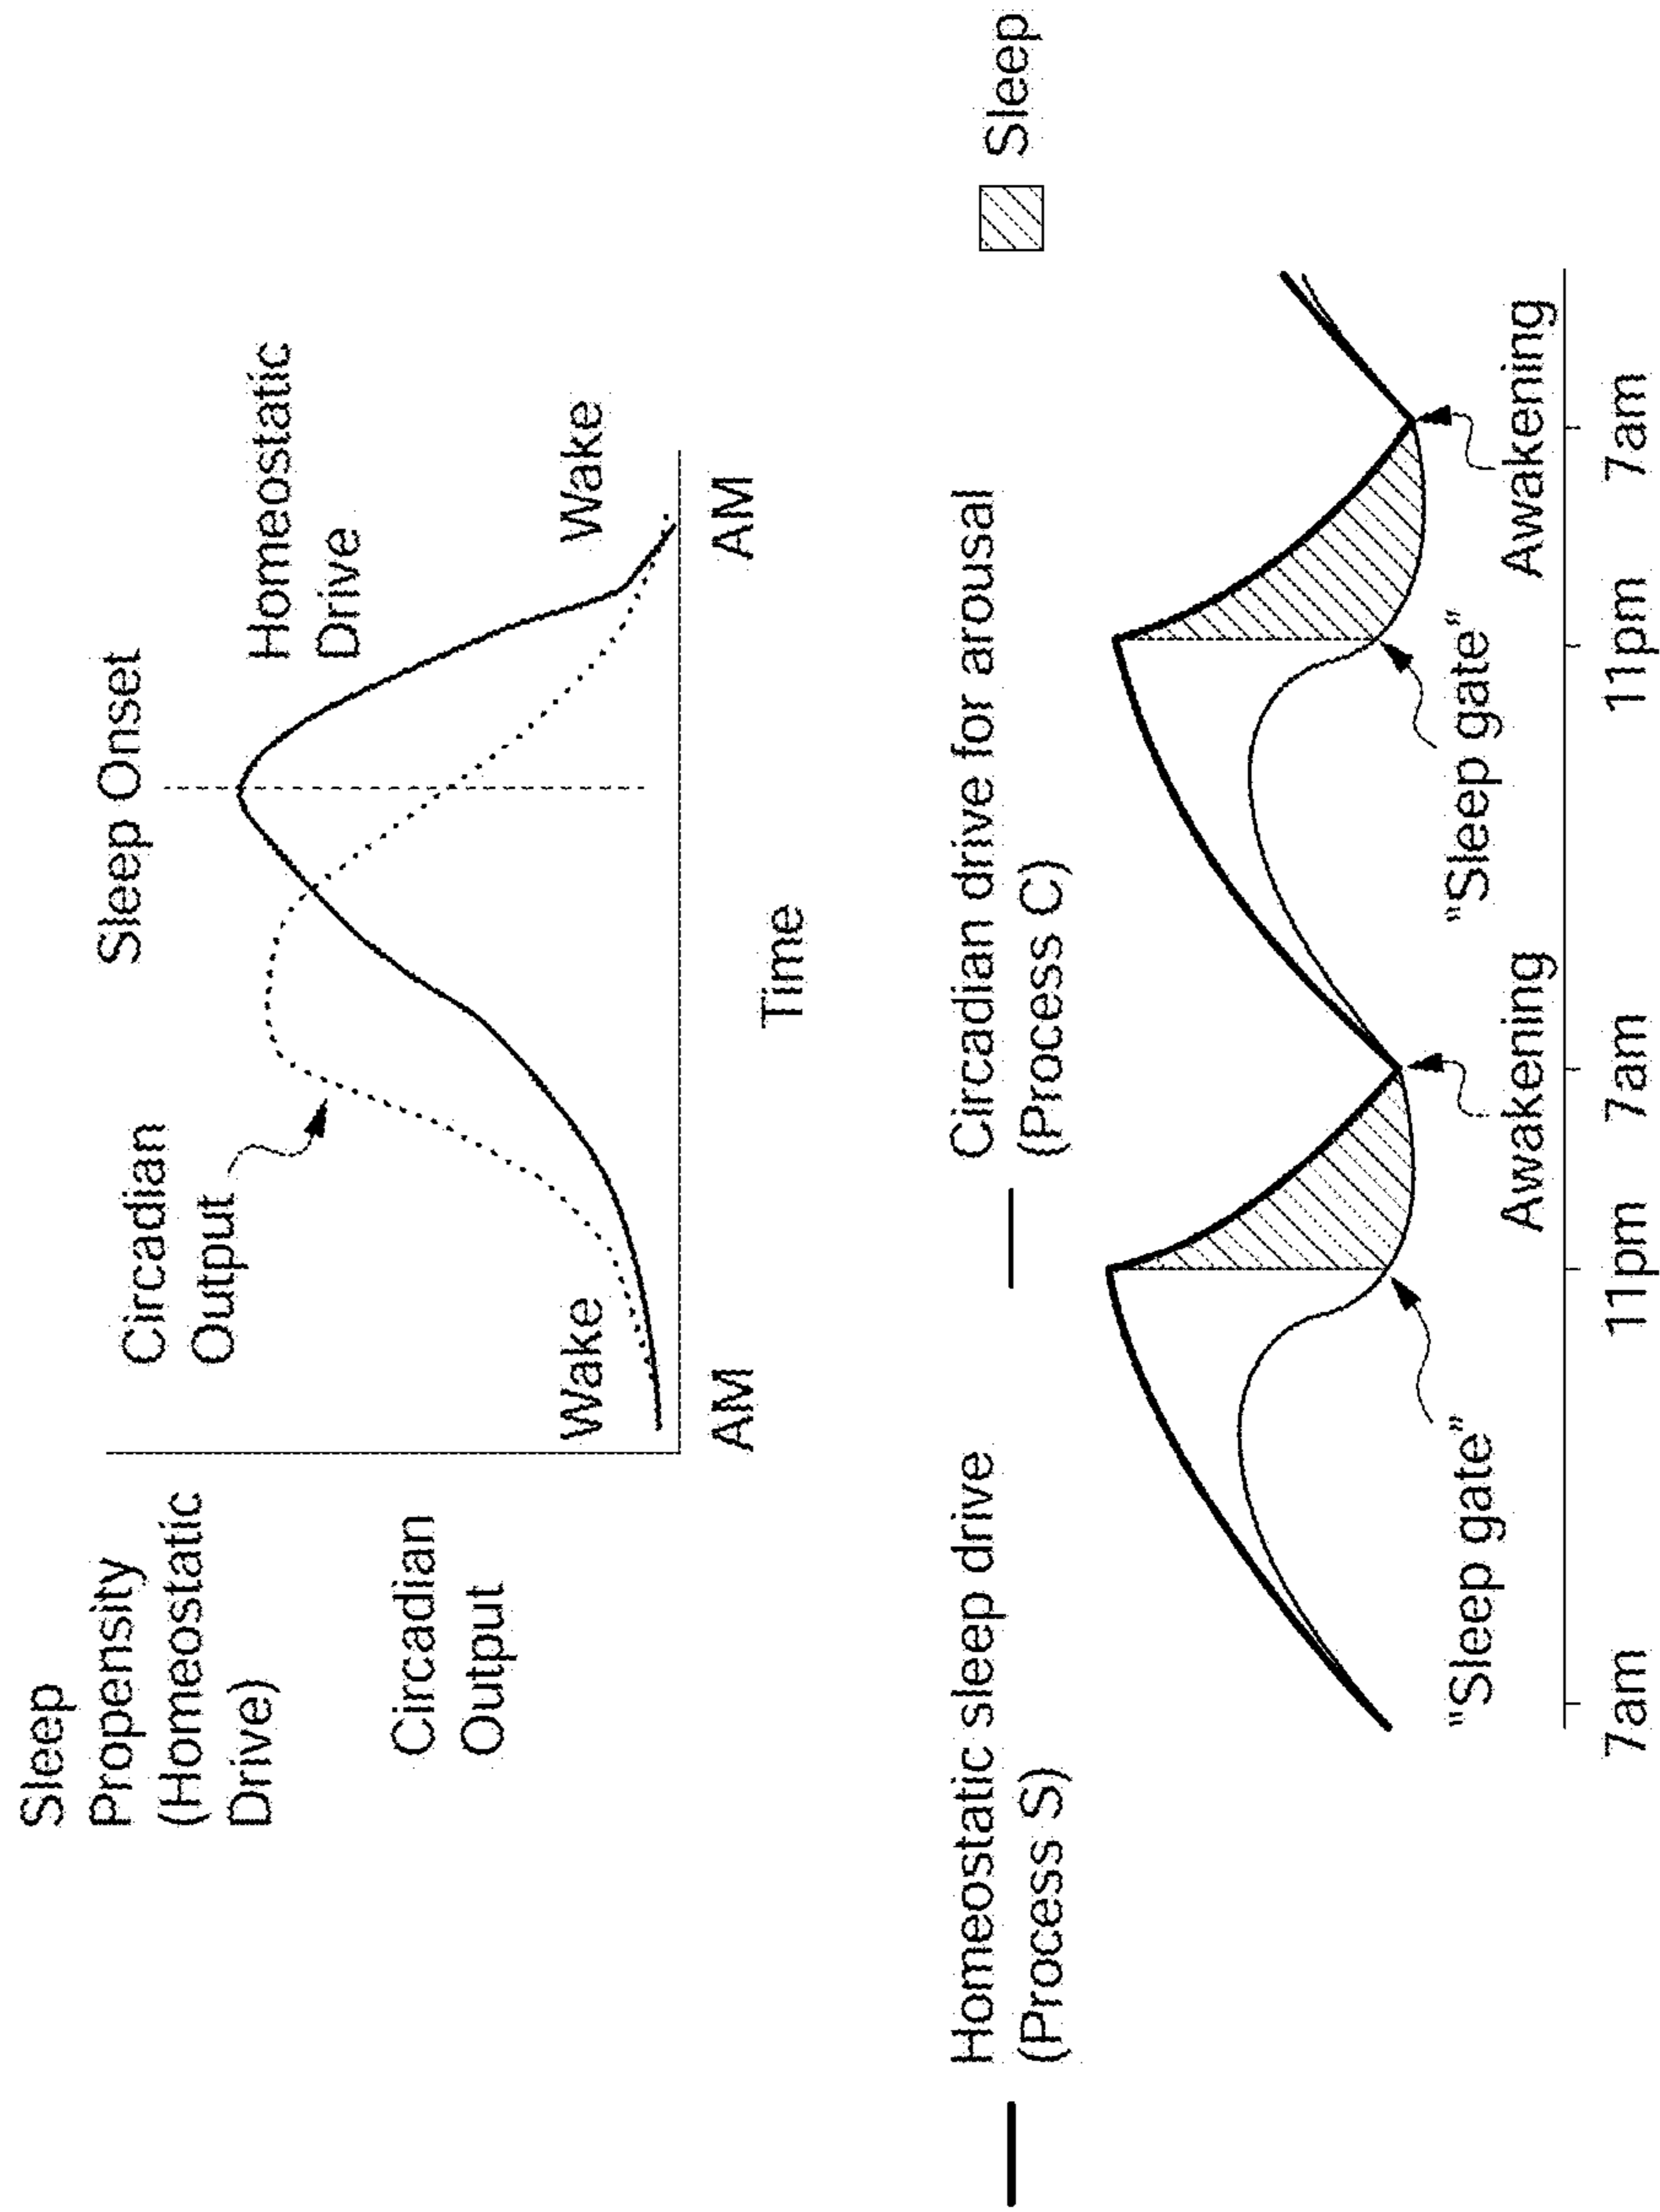 Sleep
Propensity
(Homeostatic
Drive)
Circadian
Output
Circadian
Output
Sleep Onset
Homeostatic
Drive
Wake
Wake
AM
AM
Time
Homeostatic sleep drive
(Process S)
Circadian drive for arousal
(Process C)
Sleep
"Sleep gate"
Awakening
"Sleep gate"
Awakening
7am
11pm
7am
11pm
7am